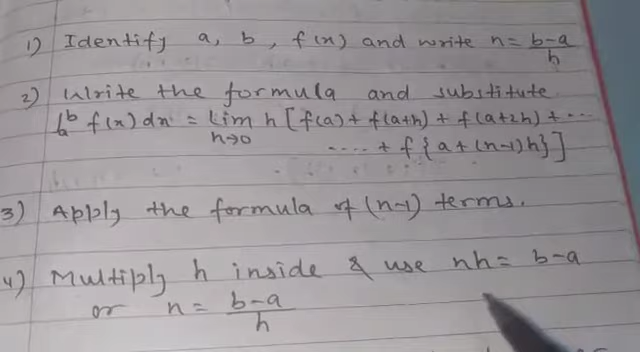 1) Identify a, b, f(x) and write n = b-a/h
2) Write the formula and substitute
∫ₐᵇ f(x) dx = lim h→0 h [f(a) + f(a+h) + f(a+2h) + ...
.... + f{a+(n-1)h}]
3) Apply the formula of (n-1) terms.
4) Multiply h inside & use nh = b-a
or n = b-a/h